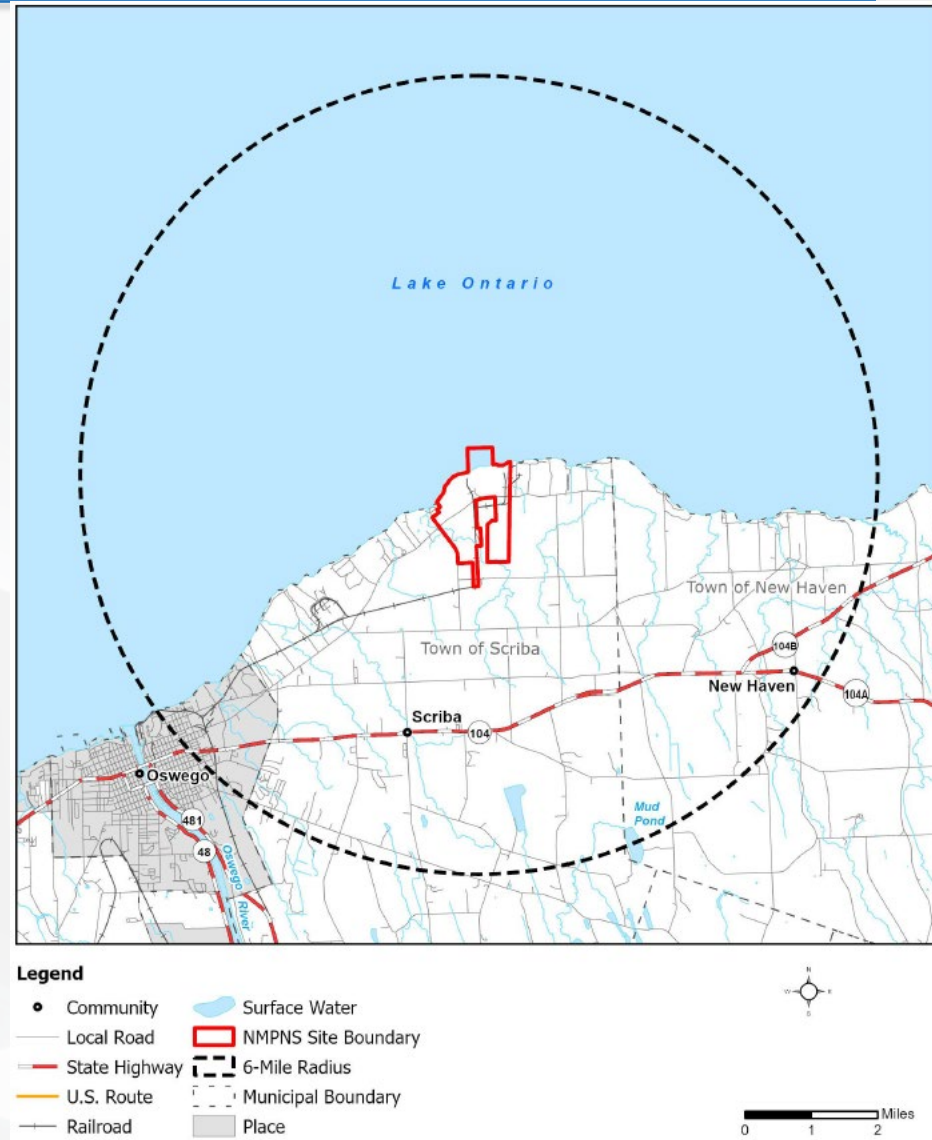 Lake Ontario
Town of New Haven
Town of Scriba
104B
New Haven
104A
Scriba
104
Oswego
Mud
Pond
481
48
Oswego
River
Legend
Community
Surface Water
Local Road
NMPNS Site Boundary
State Highway
6-Mile Radius
U.S. Route
Municipal Boundary
Railroad
Place
N
W
E
S
Miles
0 1 2